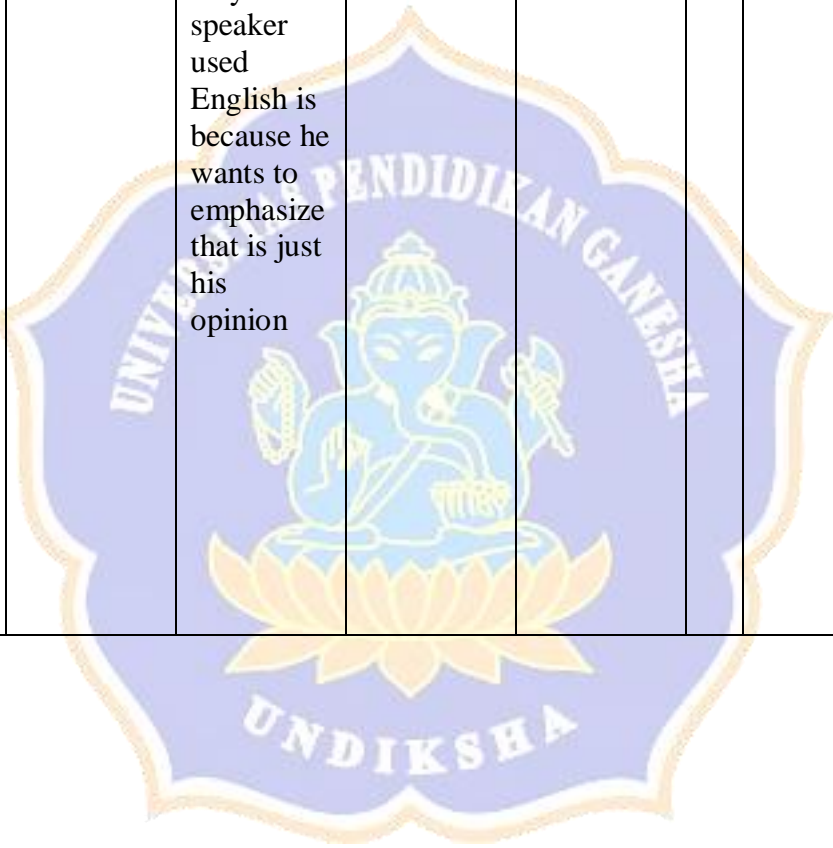 speaker
used
English is
because he
wants to
emphasize
that is just
his
opinion
UNIVERSITAS PENDIDIKAN GANESHA
UNDIKSHA